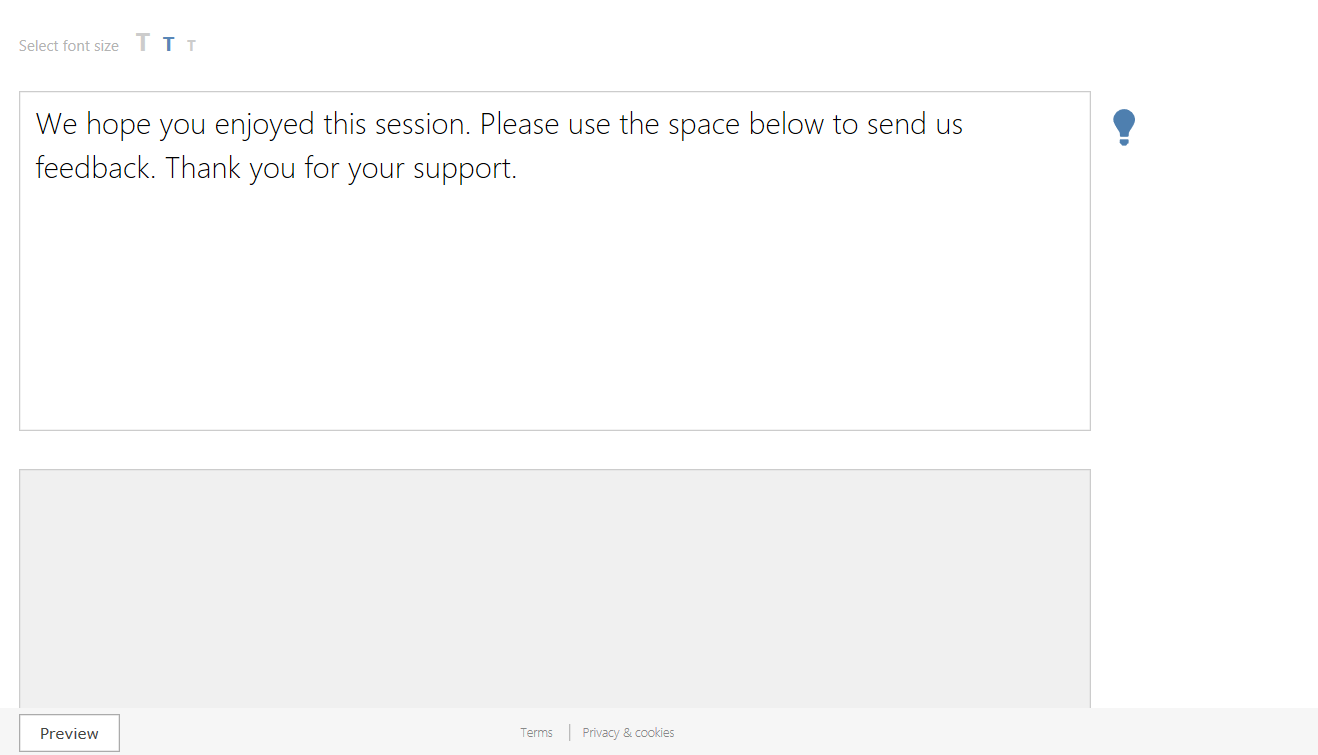 Select font size T T T
We hope you enjoyed this session. Please use the space below to send us
feedback. Thank you for your support.
Preview
Terms
Privacy & cookies